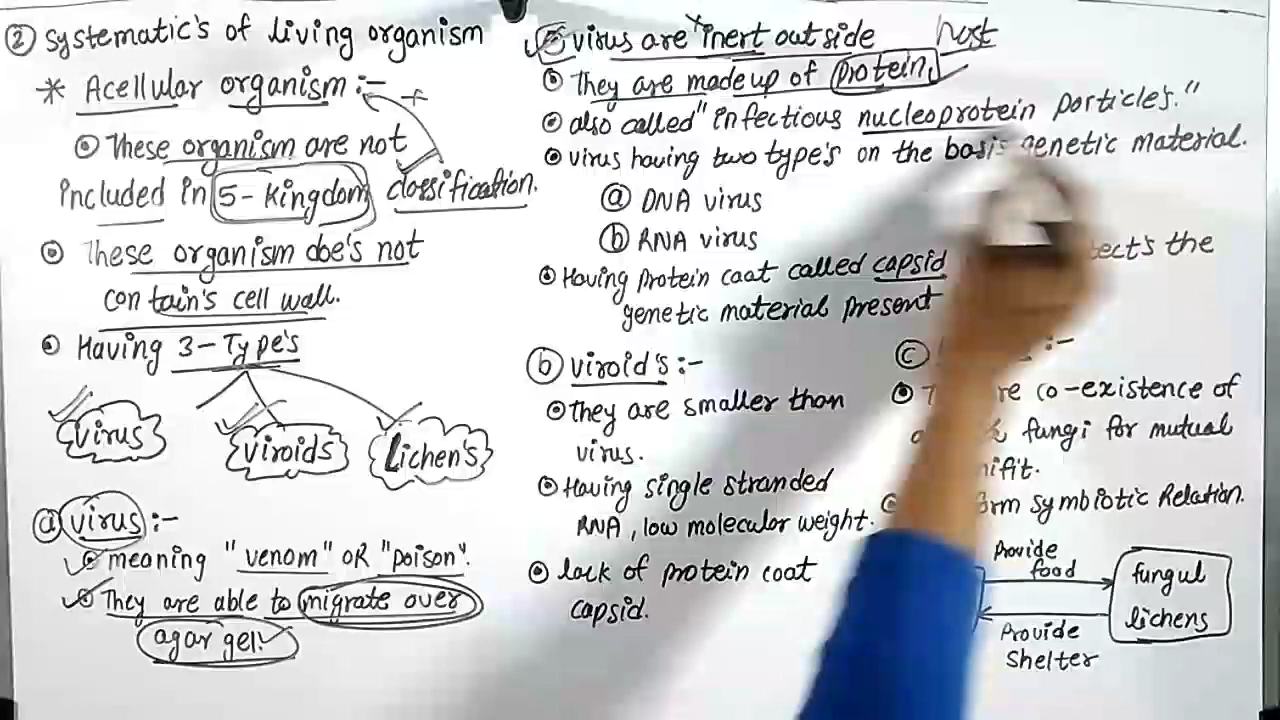 ② Systematic's of living organism
* Acellular organism :-
These organism are not
included in 5-Kingdom classification.
These organism doe's not
contain's cell wall.
Having 3-Type's
virus
viroids
Lichen's
ⓐ virus :-
meaning "venom" OR "poison".
They are able to migrate over
agar gel.
virus are inert outside host
They are made up of protein.
also called "infectious nucleoprotein particle's."
virus having two type's on the basis genetic material.
ⓐ DNA virus
ⓑ RNA virus
Having protein coat called capsid the
genetic material present
ⓑ viroid's :-
they are smaller than
virus.
Having single stranded
RNA, low molecular weight.
lack of protein coat
capsid.
ⓒ :-
co-existence of
fungi for mutual
symbiotic Relation.
Provide
food
Provide
Shelter
fungul
lichens